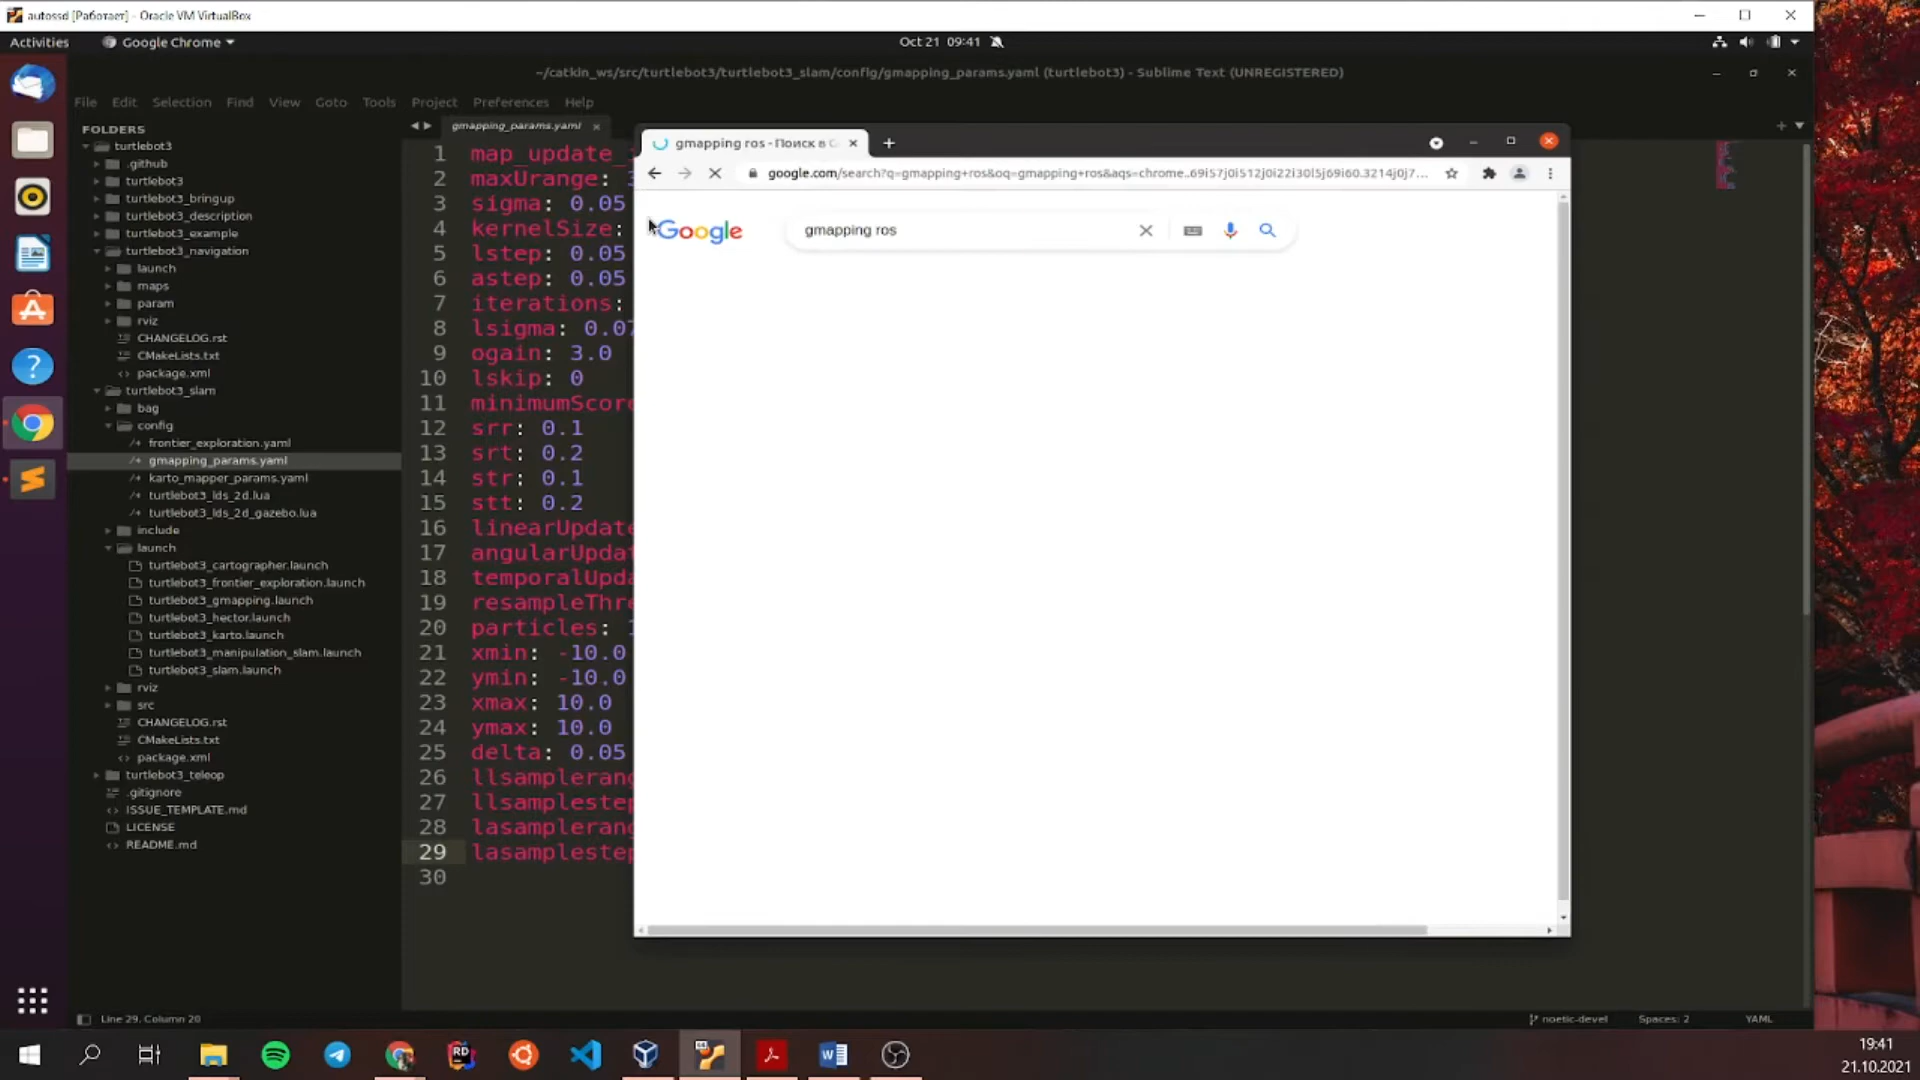 autossd [Работает] - Oracle VM VirtualBox
Activities
Google Chrome
Oct 21 09:41
~/catkin_ws/src/turtlebot3/turtlebot3_slam/config/gmapping_params.yaml (turtlebot3) - Sublime Text (UNREGISTERED)
File Edit Selection Find View Goto Tools Project Preferences Help
FOLDERS
turtlebot3
.github
turtlebot3
turtlebot3_bringup
turtlebot3_description
turtlebot3_example
turtlebot3_navigation
launch
maps
param
rviz
CHANGELOG.rst
CMakeLists.txt
package.xml
turtlebot3_slam
bag
config
frontier_exploration.yaml
gmapping_params.yaml
karto_mapper_params.yaml
turtlebot3_lds_2d.lua
turtlebot3_lds_2d_gazebo.lua
include
launch
turtlebot3_cartographer.launch
turtlebot3_frontier_exploration.launch
turtlebot3_gmapping.launch
turtlebot3_hector.launch
turtlebot3_karto.launch
turtlebot3_manipulation_slam.launch
turtlebot3_slam.launch
rviz
src
CHANGELOG.rst
CMakeLists.txt
package.xml
turtlebot3_teleop
.gitignore
ISSUE_TEMPLATE.md
LICENSE
README.md
gmapping_params.yaml
1 map_update_
2 maxUrange:
3 sigma: 0.05
4 kernelSize:
5 lstep: 0.05
6 astep: 0.05
7 iterations:
8 lsigma: 0.07
9 ogain: 3.0
10 lskip: 0
11 minimumScore
12 srr: 0.1
13 srt: 0.2
14 str: 0.1
15 stt: 0.2
16 linearUpdate
17 angularUpdat
18 temporalUpda
19 resampleThre
20 particles: 1
21 xmin: -10.0
22 ymin: -10.0
23 xmax: 10.0
24 ymax: 10.0
25 delta: 0.05
26 llsamplerang
27 llsamplestep
28 lasamplerang
29 lasamplestep
30
gmapping ros - Поиск в G
google.com/search?q=gmapping+ros&oq=gmapping+ros&aqs=chrome..69i57j0i512j0i22i30l5j69i60.3214j0j7...
Google
gmapping ros
Line 29, Column 20
noetic-devel
Spaces: 2
YAML
19:41
21.10.2021